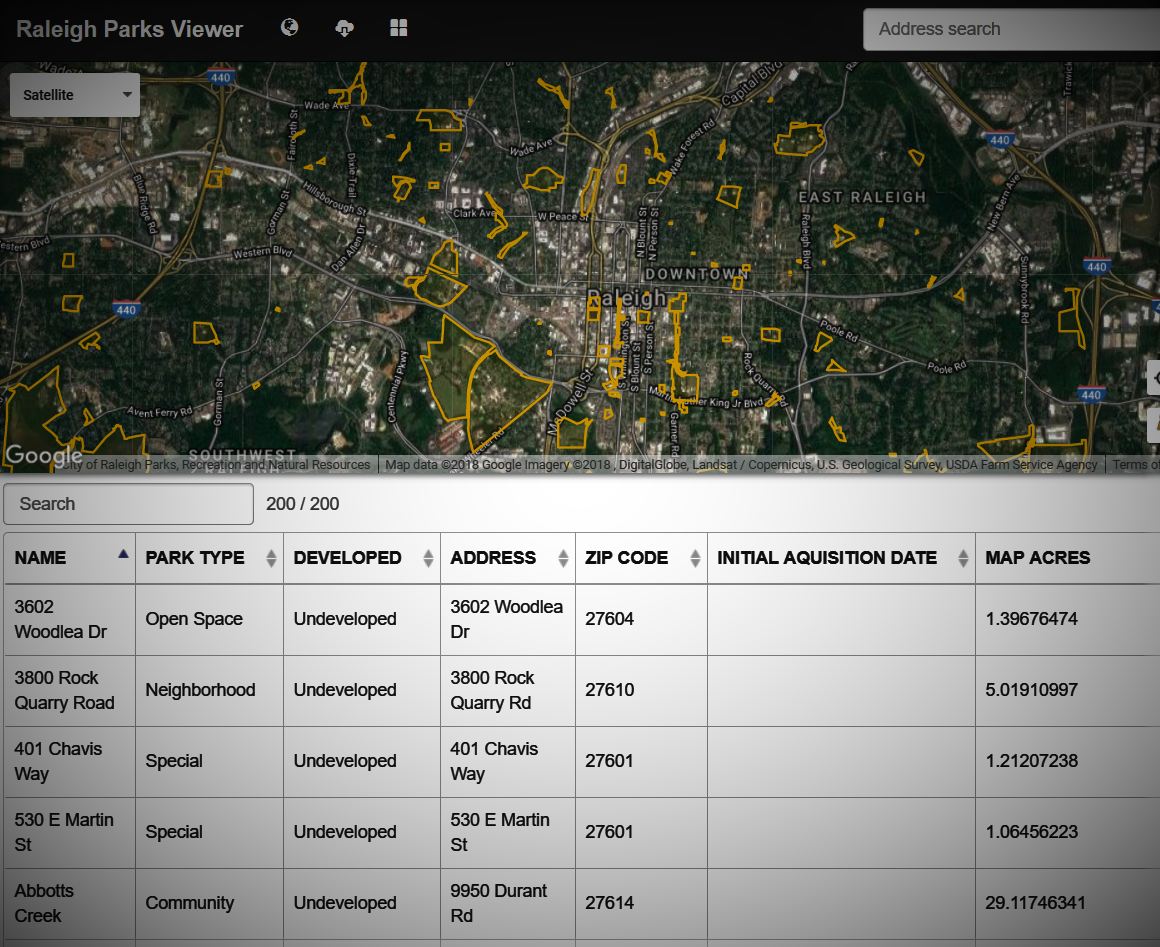 Raleigh Parks Viewer
Address search
Satellite
Wade Ave
440
Capital Blvd
Wade Ave
Fairforth St
Dixie Trail
Wade Ave
Wake Forest Rd
440
Blue Ridge Rd
Gorman St
Hillsborough St
Clark Ave
W Peace St
N Blount St
N Person St
EAST RALEIGH
Raleigh Blvd
New Bern Ave
Western Blvd
Western Blvd
Dan Allen Dr
DOWNTOWN
Raleigh
440
Sunnybrook Rd
440
S Wilmington St
S Blount St
S Person St
Poole Rd
Poole Rd
Rock Quarry Rd
Centennial Pkwy
Gorman St
Avent Ferry Rd
McDowell St
Martin Luther King Jr Blvd
Garner Rd
440
SOUTHWEST
Google
City of Raleigh Parks, Recreation and Natural Resources
Map data ©2018 Google Imagery ©2018 , DigitalGlobe, Landsat / Copernicus, U.S. Geological Survey, USDA Farm Service Agency
Terms of
Search
200 / 200
NAME PARK TYPE DEVELOPED ADDRESS ZIP CODE INITIAL AQUISITION DATE MAP ACRES
3602 Woodlea Dr Open Space Undeveloped 3602 Woodlea Dr 27604 1.39676474
3800 Rock Quarry Road Neighborhood Undeveloped 3800 Rock Quarry Rd 27610 5.01910997
401 Chavis Way Special Undeveloped 401 Chavis Way 27601 1.21207238
530 E Martin St Special Undeveloped 530 E Martin St 27601 1.06456223
Abbotts Creek Community Undeveloped 9950 Durant Rd 27614 29.11746341